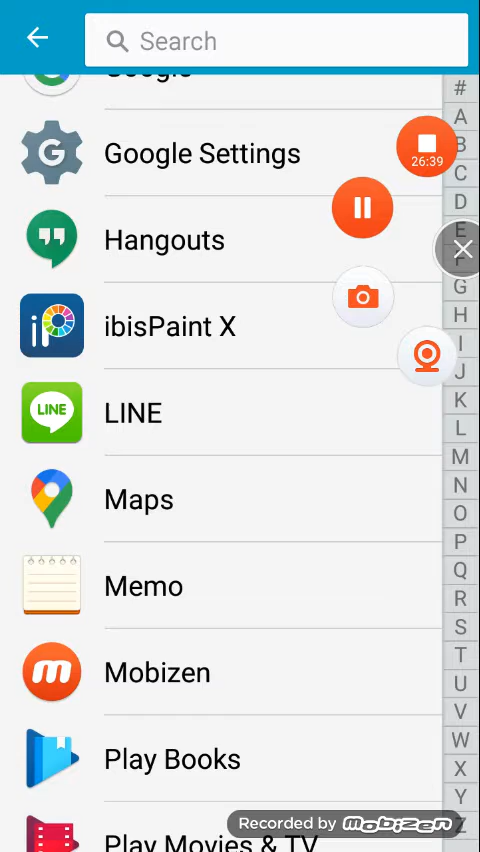 Search
Google
Google Settings
26:39
Hangouts
ibisPaint X
LINE
LINE
Maps
Memo
Mobizen
Play Books
Play Movies & TV
#
A
B
C
D
E
F
G
H
I
J
K
L
M
N
O
P
Q
R
S
T
U
V
W
X
Y
Z
Recorded by mobizen